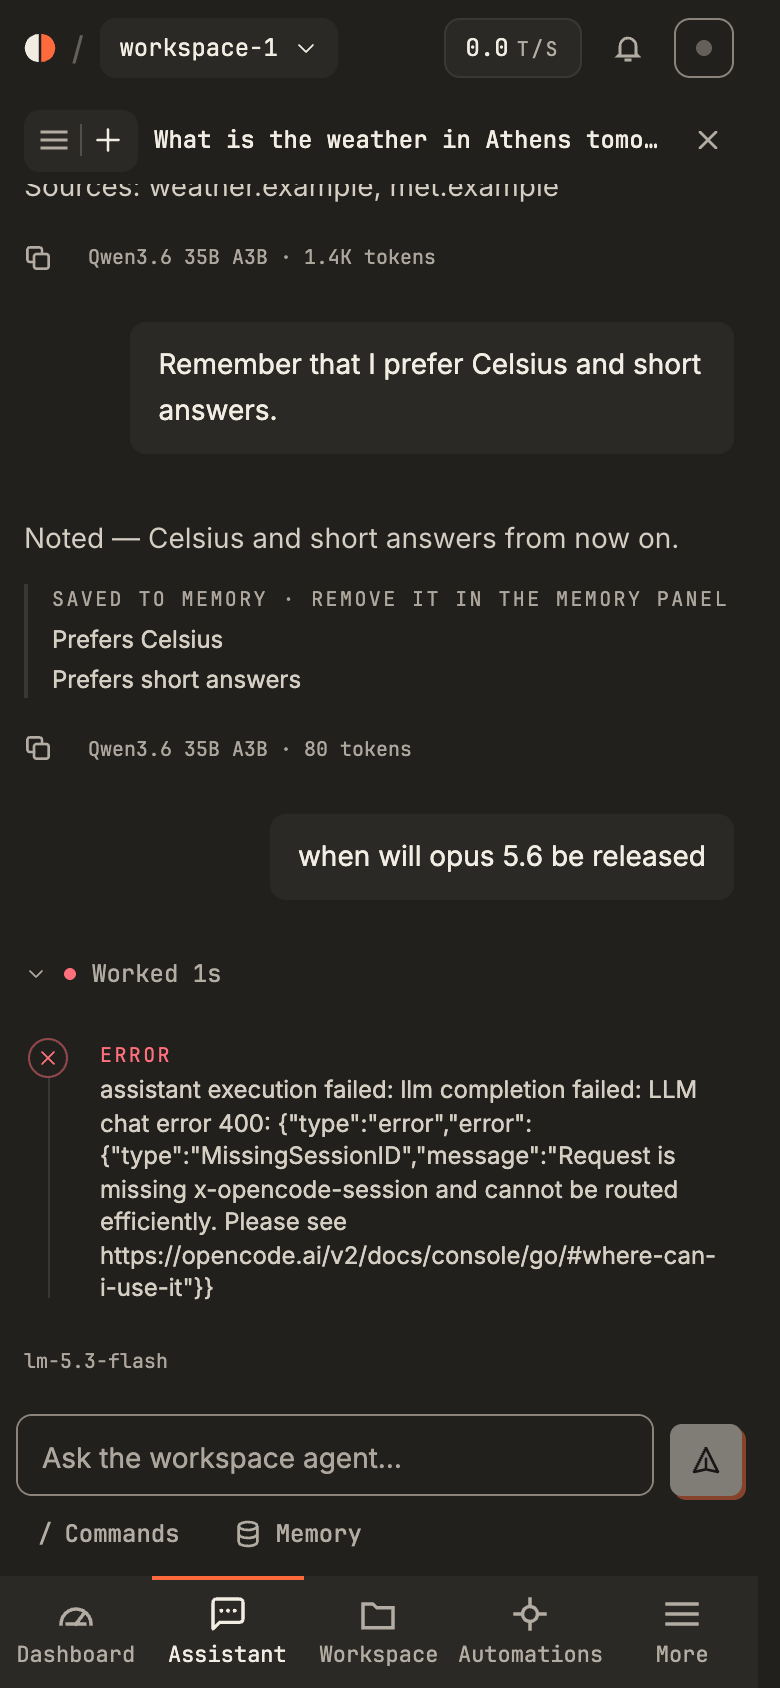 / workspace-1
0.0 T/S
What is the weather in Athens tomo…
Sources: weather.example, met.example
Qwen3.6 35B A3B · 1.4K tokens
Remember that I prefer Celsius and short
answers.
Noted — Celsius and short answers from now on.
SAVED TO MEMORY · REMOVE IT IN THE MEMORY PANEL
Prefers Celsius
Prefers short answers
Qwen3.6 35B A3B · 80 tokens
when will opus 5.6 be released
Worked 1s
ERROR
assistant execution failed: llm completion failed: LLM
chat error 400: {"type":"error","error":
{"type":"MissingSessionID","message":"Request is
missing x-opencode-session and cannot be routed
efficiently. Please see
https://opencode.ai/v2/docs/console/go/#where-can-
i-use-it"}}
lm-5.3-flash
Ask the workspace agent...
/ Commands
Memory
Dashboard
Assistant
Workspace
Automations
More